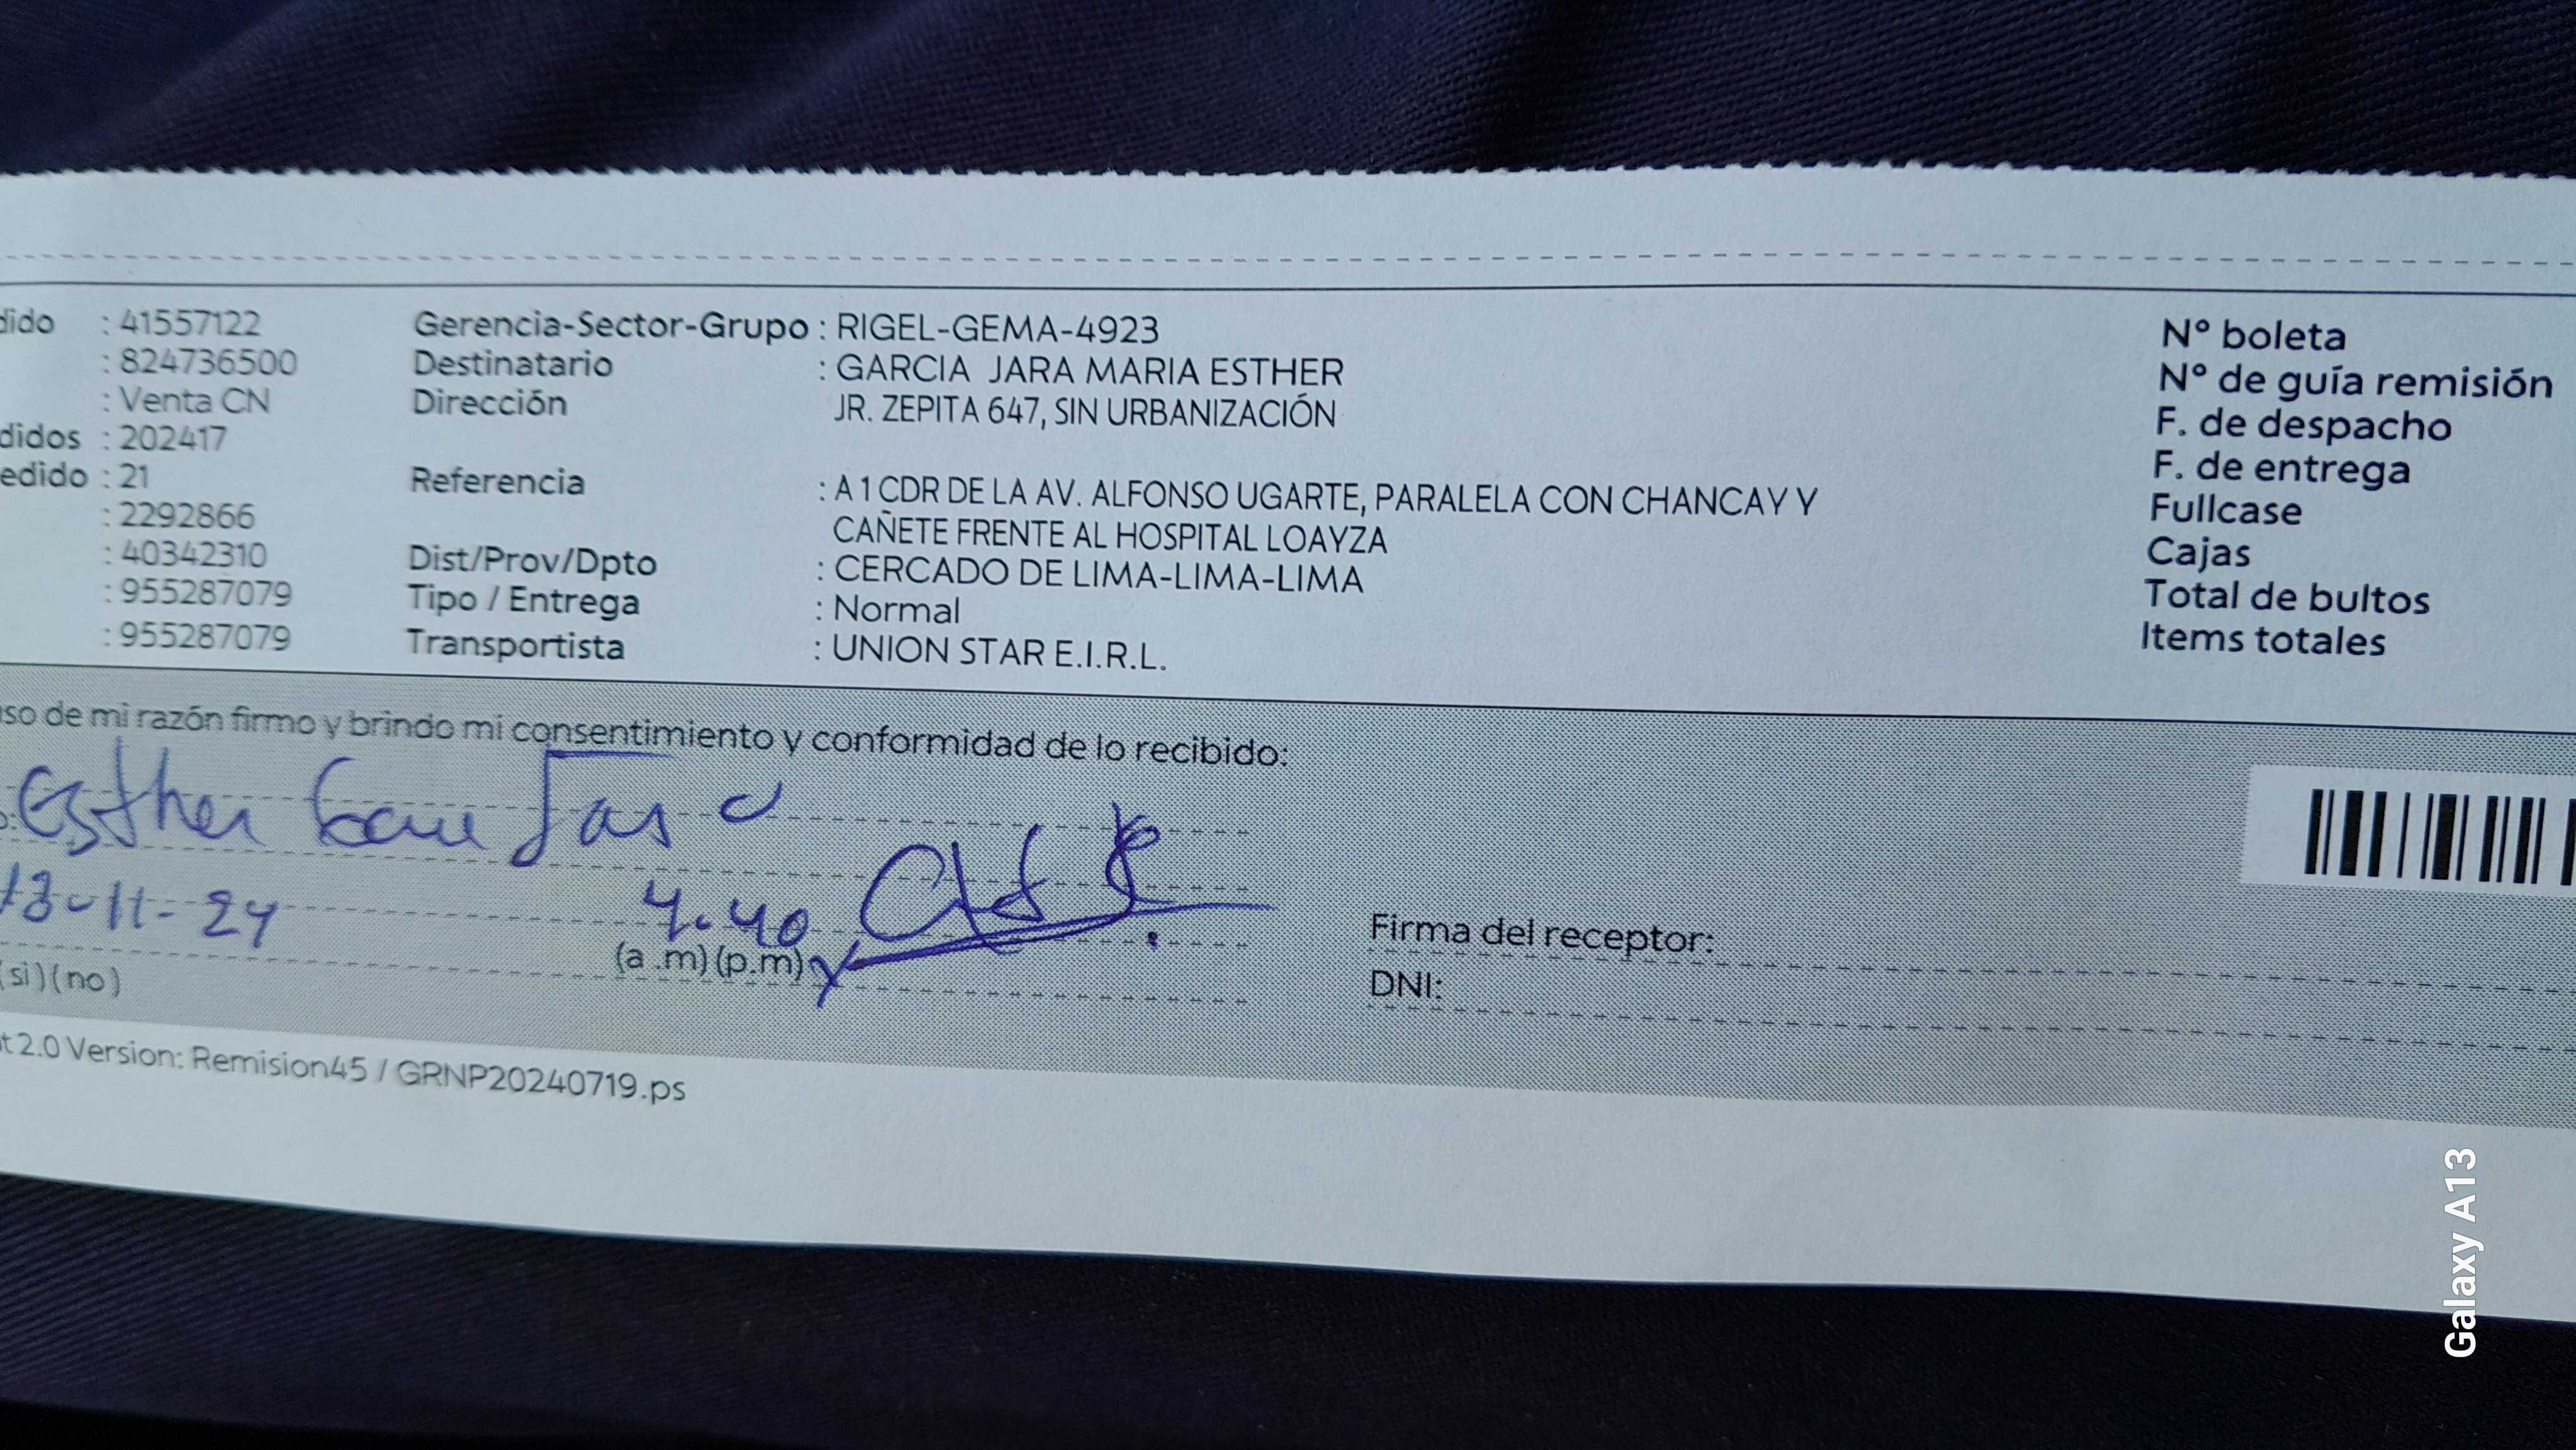 dido : 41557122 Gerencia-Sector-Grupo : RIGEL-GEMA-4923 N° boleta
: 824736500 Destinatario : GARCIA JARA MARIA ESTHER N° de guía remisión
: Venta CN Dirección JR. ZEPITA 647, SIN URBANIZACIÓN F. de despacho
didos : 202417 F. de entrega
edido : 21 Referencia : A 1 CDR DE LA AV. ALFONSO UGARTE, PARALELA CON CHANCAY Y Fullcase
: 2292866 CAÑETE FRENTE AL HOSPITAL LOAYZA Cajas
: 40342310 Dist/Prov/Dpto : CERCADO DE LIMA-LIMA-LIMA Total de bultos
: 955287079 Tipo / Entrega : Normal Items totales
: 955287079 Transportista : UNION STAR E.I.R.L.
uso de mi razón firmo y brindo mi consentimiento y conformidad de lo recibido:
Esther
13-11-24 4.40
(a .m) (p.m) Firma del receptor:
(si) (no) DNI:
t 2.0 Version: Remision45 / GRNP20240719.ps
Galaxy A13